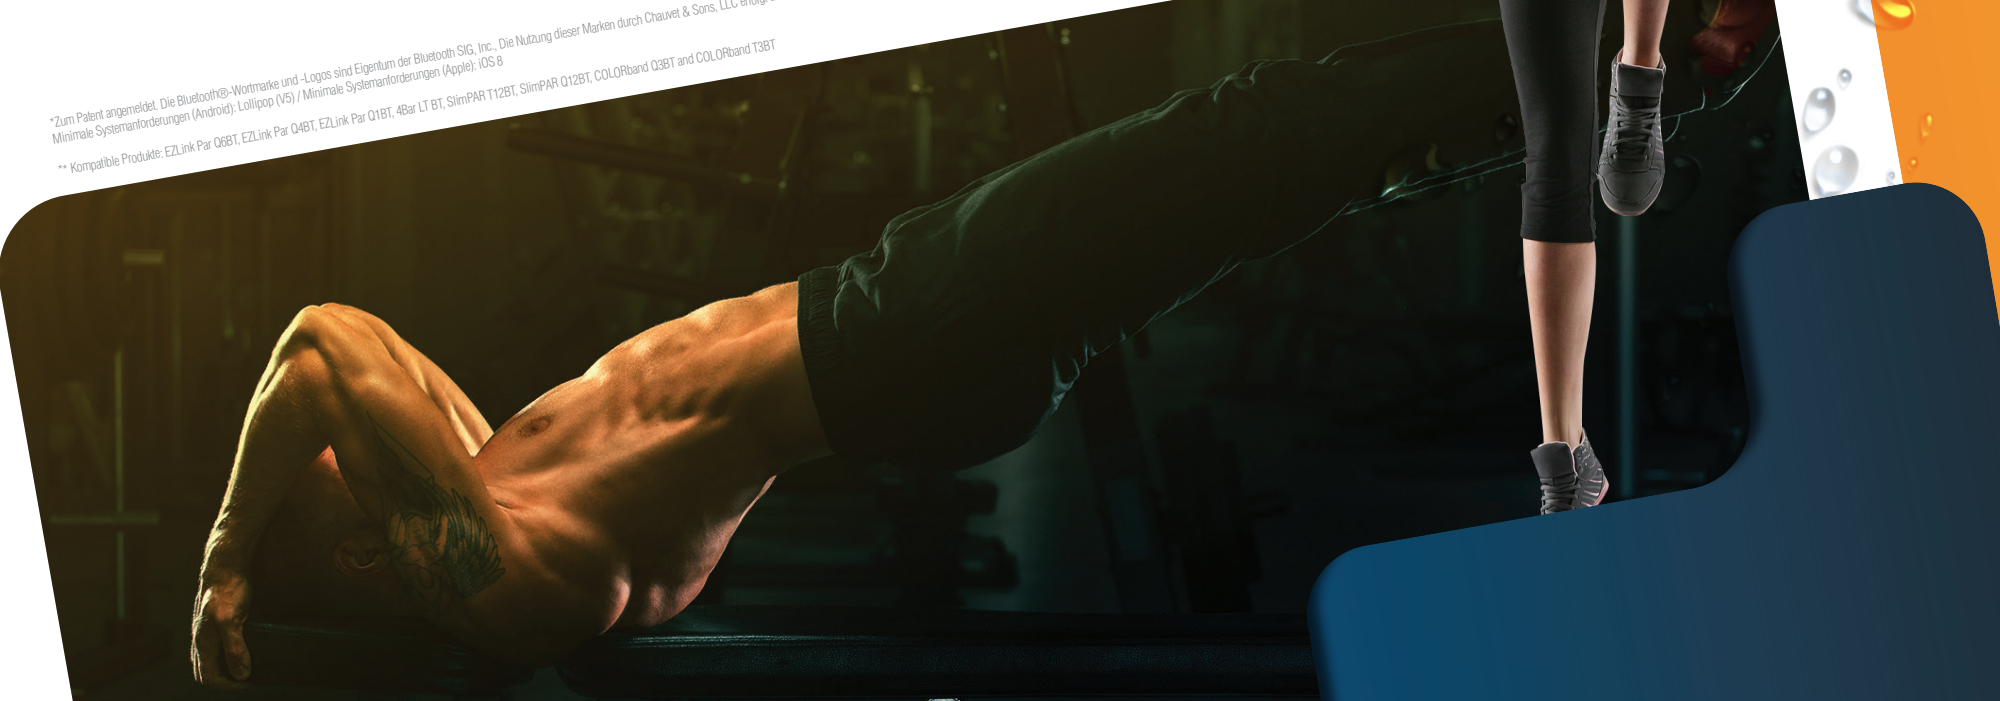 *Zum Patent angemeldet. Die Bluetooth®-Wortmarke und -Logos sind Eigentum der Bluetooth SIG, Inc., Die Nutzung dieser Marken durch Chauvet & Sons, LLC erfolgt
Minimale Systemanforderungen (Android): Lollipop (V5) / Minimale Systemanforderungen (Apple): iOS 8
** Kompatible Produkte: EZLink Par Q6BT, EZLink Par Q4BT, EZLink Par Q1BT, 4Bar LT BT, SlimPAR T12BT, SlimPAR Q12BT, COLORband Q3BT and COLORband T3BT